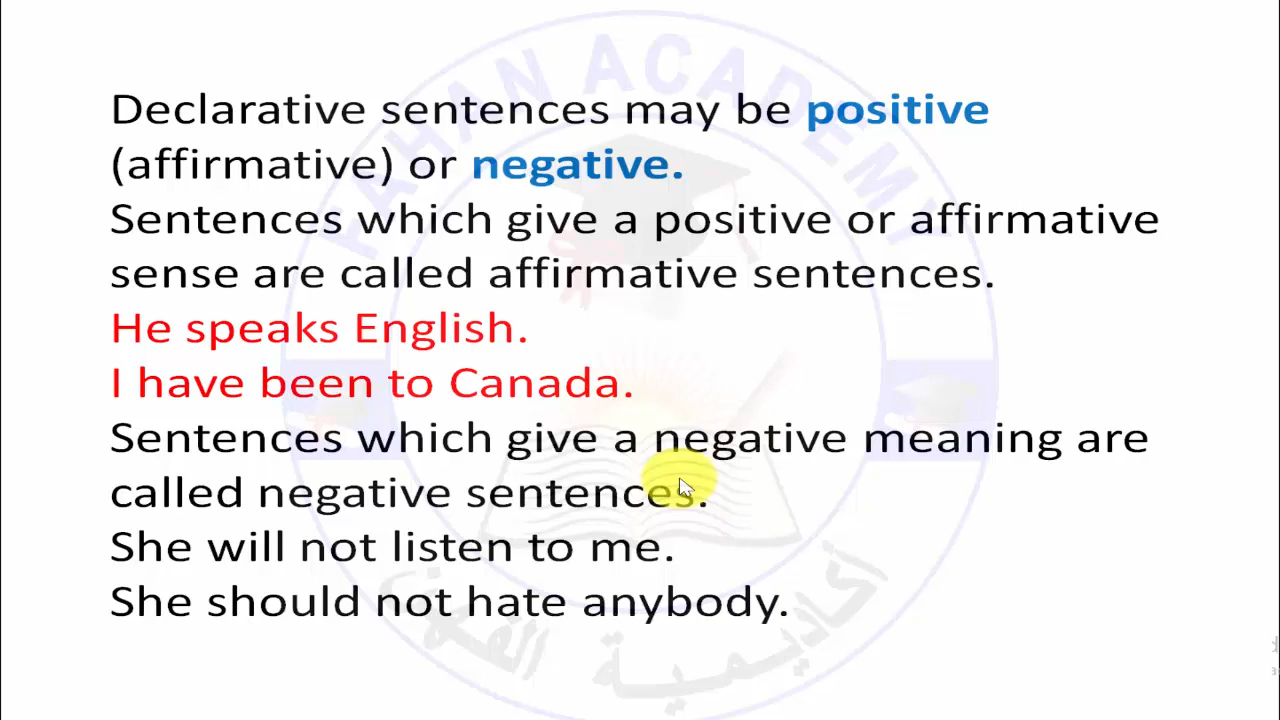 Declarative sentences may be positive
(affirmative) or negative.
Sentences which give a positive or affirmative
sense are called affirmative sentences.
He speaks English.
I have been to Canada.
Sentences which give a negative meaning are
called negative sentences.
She will not listen to me.
She should not hate anybody.
ACADEMY
أكاديمية